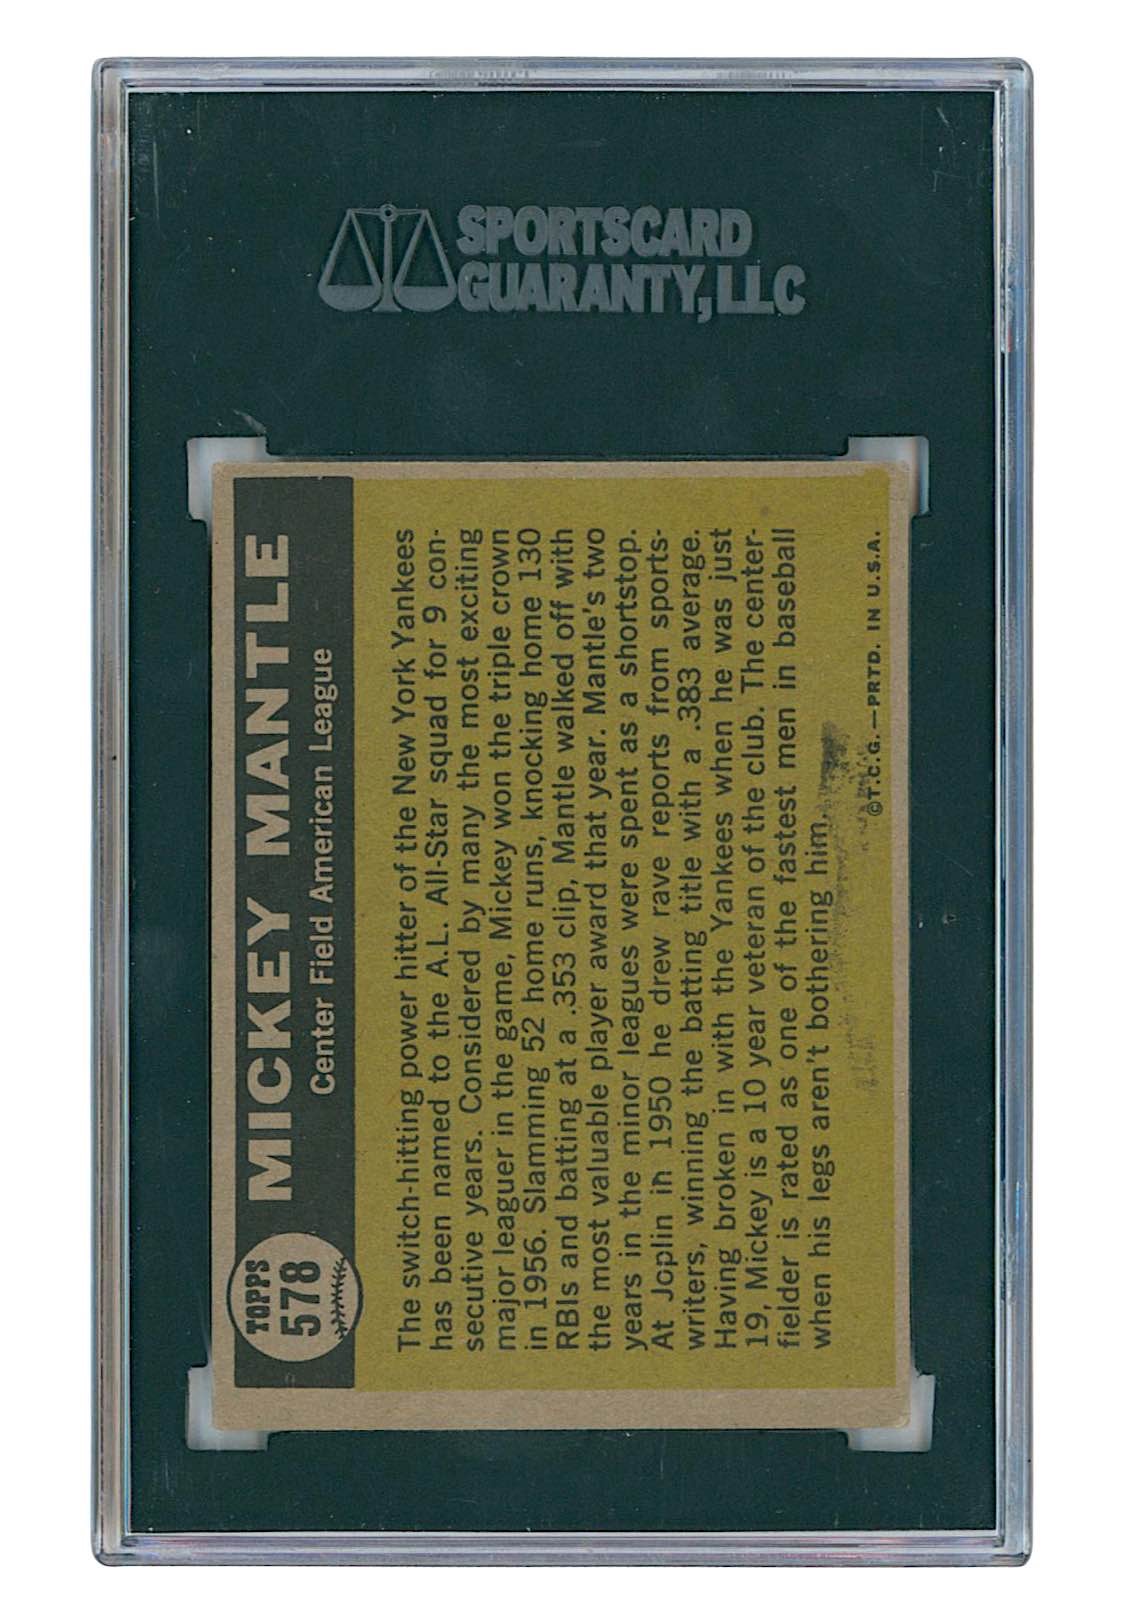 SPORTSCARD
GUARANTY, LLC
TOPPS
578
MICKEY MANTLE
Center Field American League
The switch-hitting power hitter of the New York Yankees
has been named to the A.L. All-Star squad for 9 con-
secutive years. Considered by many the most exciting
major leaguer in the game, Mickey won the triple crown
in 1956. Slamming 52 home runs, knocking home 130
RBIs and batting at a .353 clip, Mantle walked off with
the most valuable player award that year. Mantle's two
years in the minor leagues were spent as a shortstop.
At Joplin in 1950 he drew rave reports from sports-
writers, winning the batting title with a .383 average.
Having broken in with the Yankees when he was just
19, Mickey is a 10 year veteran of the club. The center-
fielder is rated as one of the fastest men in baseball
when his legs aren't bothering him.
©T.C.G.—PRTD. IN U.S.A.